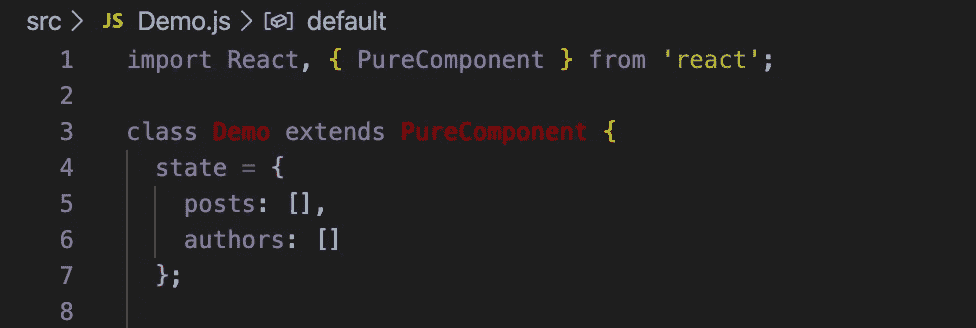 src > JS Demo.js > default
1 import React, { PureComponent } from 'react';
2
3 class Demo extends PureComponent {
4   state = {
5     posts: [],
6     authors: []
7   };
8